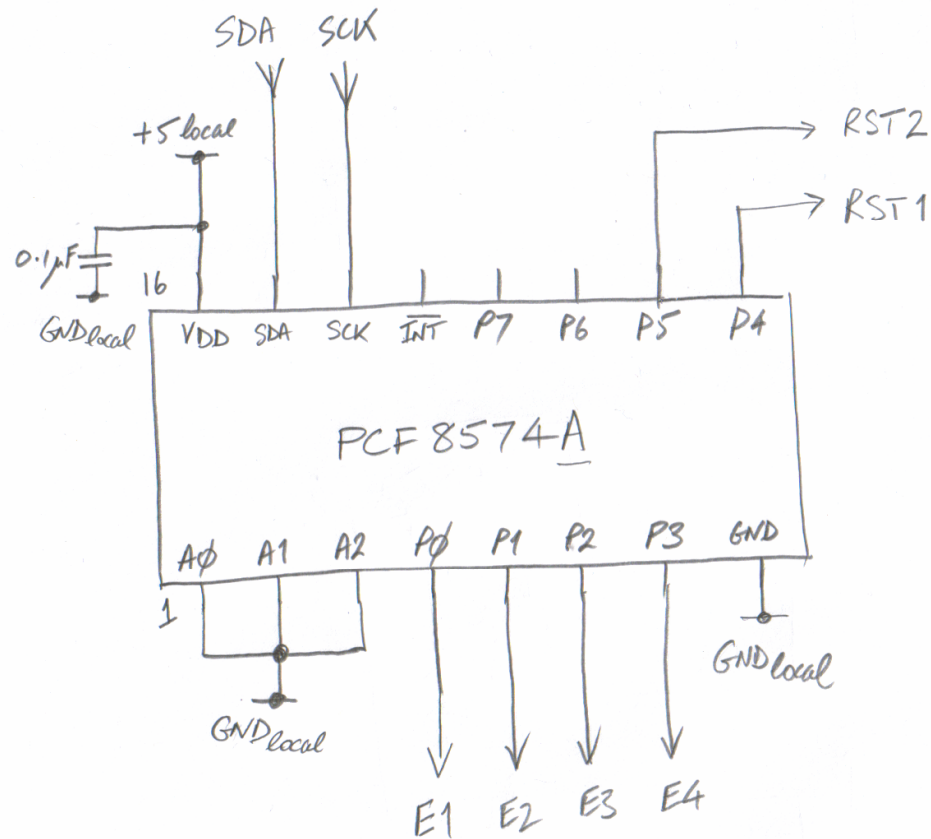 SDA SCK
+5 local
RST2
RST1
0.1µF
16
GND local
VDD SDA SCK INT P7 P6 P5 P4
PCF8574A
A0 A1 A2 P0 P1 P2 P3 GND
1
GND local
GND local
E1 E2 E3 E4